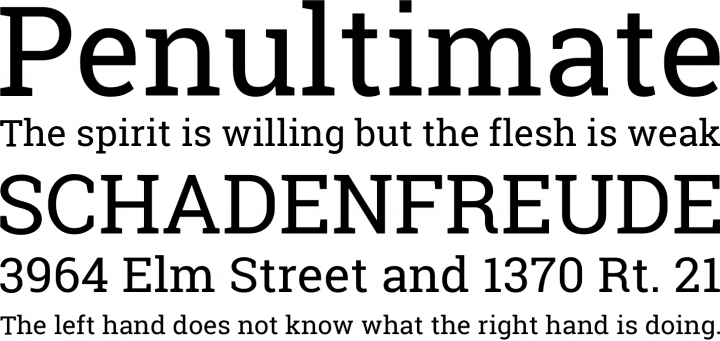 Penultimate
The spirit is willing but the flesh is weak
SCHADENFREUDE
3964 Elm Street and 1370 Rt. 21
The left hand does not know what the right hand is doing.